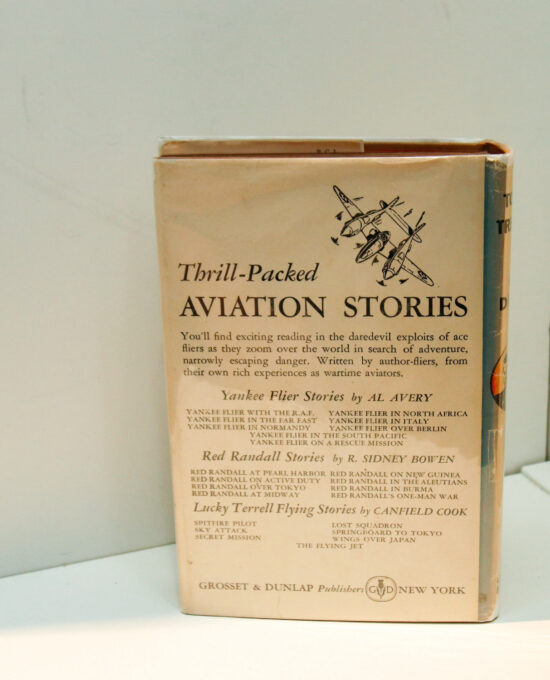 Thrill-Packed
AVIATION STORIES
You'll find exciting reading in the daredevil exploits of ace
fliers as they zoom over the world in search of adventure,
narrowly escaping danger. Written by author-fliers, from
their own rich experiences as wartime aviators.
Yankee Flier Stories by AL AVERY
YANKEE FLIER WITH THE R.A.F. YANKEE FLIER IN NORTH AFRICA
YANKEE FLIER IN THE FAR EAST YANKEE FLIER IN ITALY
YANKEE FLIER IN NORMANDY YANKEE FLIER OVER BERLIN
YANKEE FLIER IN THE SOUTH PACIFIC
YANKEE FLIER ON A RESCUE MISSION
Red Randall Stories by R. SIDNEY BOWEN
RED RANDALL AT PEARL HARBOR RED RANDALL ON NEW GUINEA
RED RANDALL ON ACTIVE DUTY RED RANDALL IN THE ALEUTIANS
RED RANDALL OVER TOKYO RED RANDALL IN BURMA
RED RANDALL AT MIDWAY RED RANDALL'S ONE-MAN WAR
Lucky Terrell Flying Stories by CANFIELD COOK
SPITFIRE PILOT LOST SQUADRON
SKY ATTACK SPRINGBOARD TO TOKYO
SECRET MISSION WINGS OVER JAPAN
THE FLYING JET
GROSSET & DUNLAP Publishers G D NEW YORK